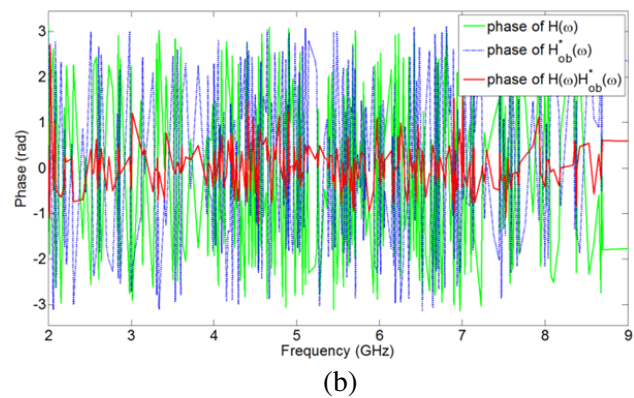 phase of H(ω)
phase of H*ob(ω)
phase of H(ω)H*ob(ω)
3
2
1
0
-1
-2
-3
Phase (rad)
2 3 4 5 6 7 8 9
Frequency (GHz)
(b)